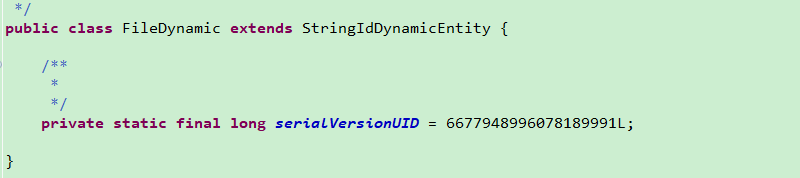 */
public class FileDynamic extends StringIdDynamicEntity {
/**
*
*/
private static final long serialVersionUID = 6677948996078189991L;
}